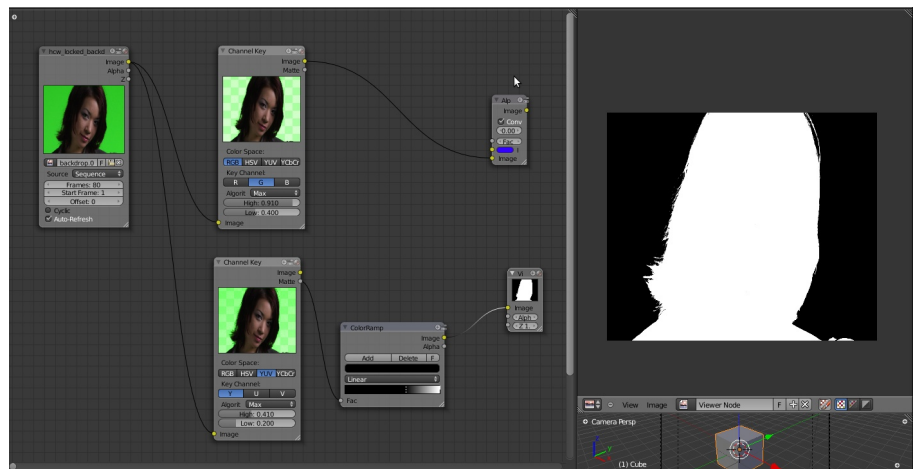 hcw_locked_backd
Image
Alpha
Z
backdrop.0 F
Source Sequence
Frames: 80
Start Frame: 1
Offset: 0
Cyclic
Auto-Refresh
Channel Key
Image
Matte
Color Space:
RGB HSV YUV YCbCr
Key Channel:
R G B
Algorit Max
High: 0.910
Low: 0.400
Image
Alp
Image
Conv
0.00
Fac
Image
Channel Key
Image
Matte
Color Space:
RGB HSV YUV YCbCr
Key Channel:
Y U V
Algorit Max
High: 0.410
Low: 0.200
Image
ColorRamp
Image
Alpha
Add Delete F
Linear
Fac
Vi
Image
Alph
Z 1.
View Image Viewer Node F
Camera Persp
(1) Cube